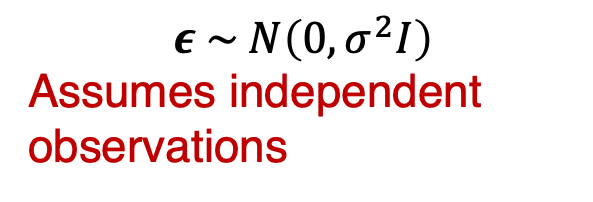 ϵ ~ N(0, σ²I)
Assumes independent
observations